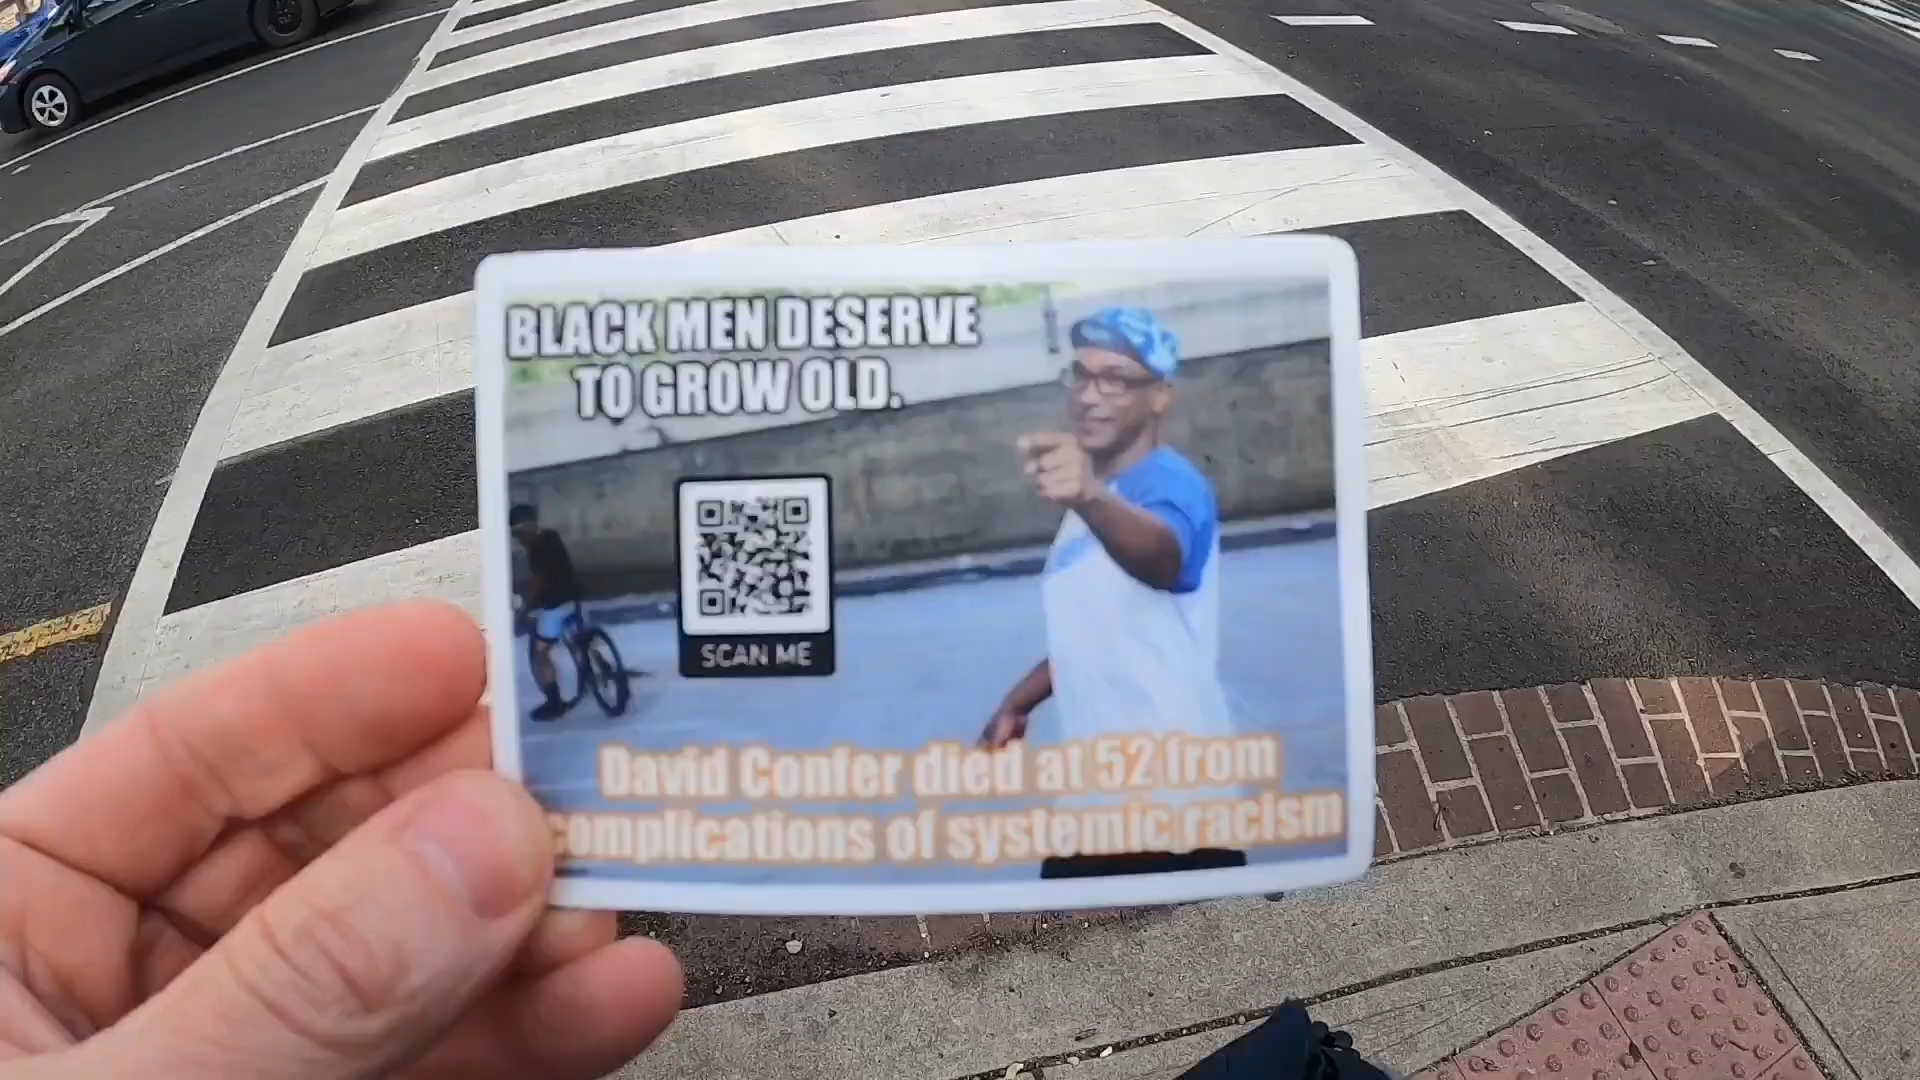 BLACK MEN DESERVE
TO GROW OLD.
SCAN ME
David Confer died at 52 from
complications of systemic racism